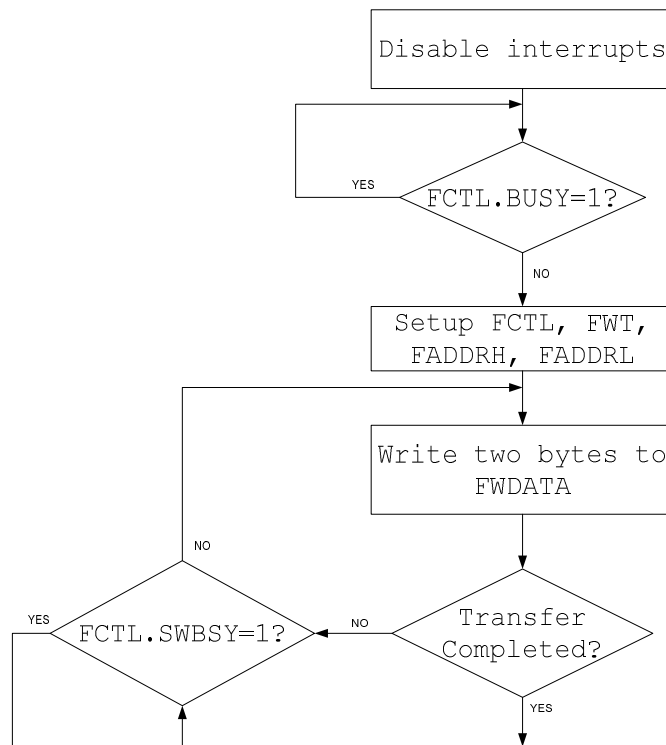 Disable interrupts
YES
FCTL.BUSY=1?
NO
Setup FCTL, FWT,
FADDRH, FADDRL
Write two bytes to
FWDATA
NO
YES
FCTL.SWBSY=1?
NO
Transfer
Completed?
YES